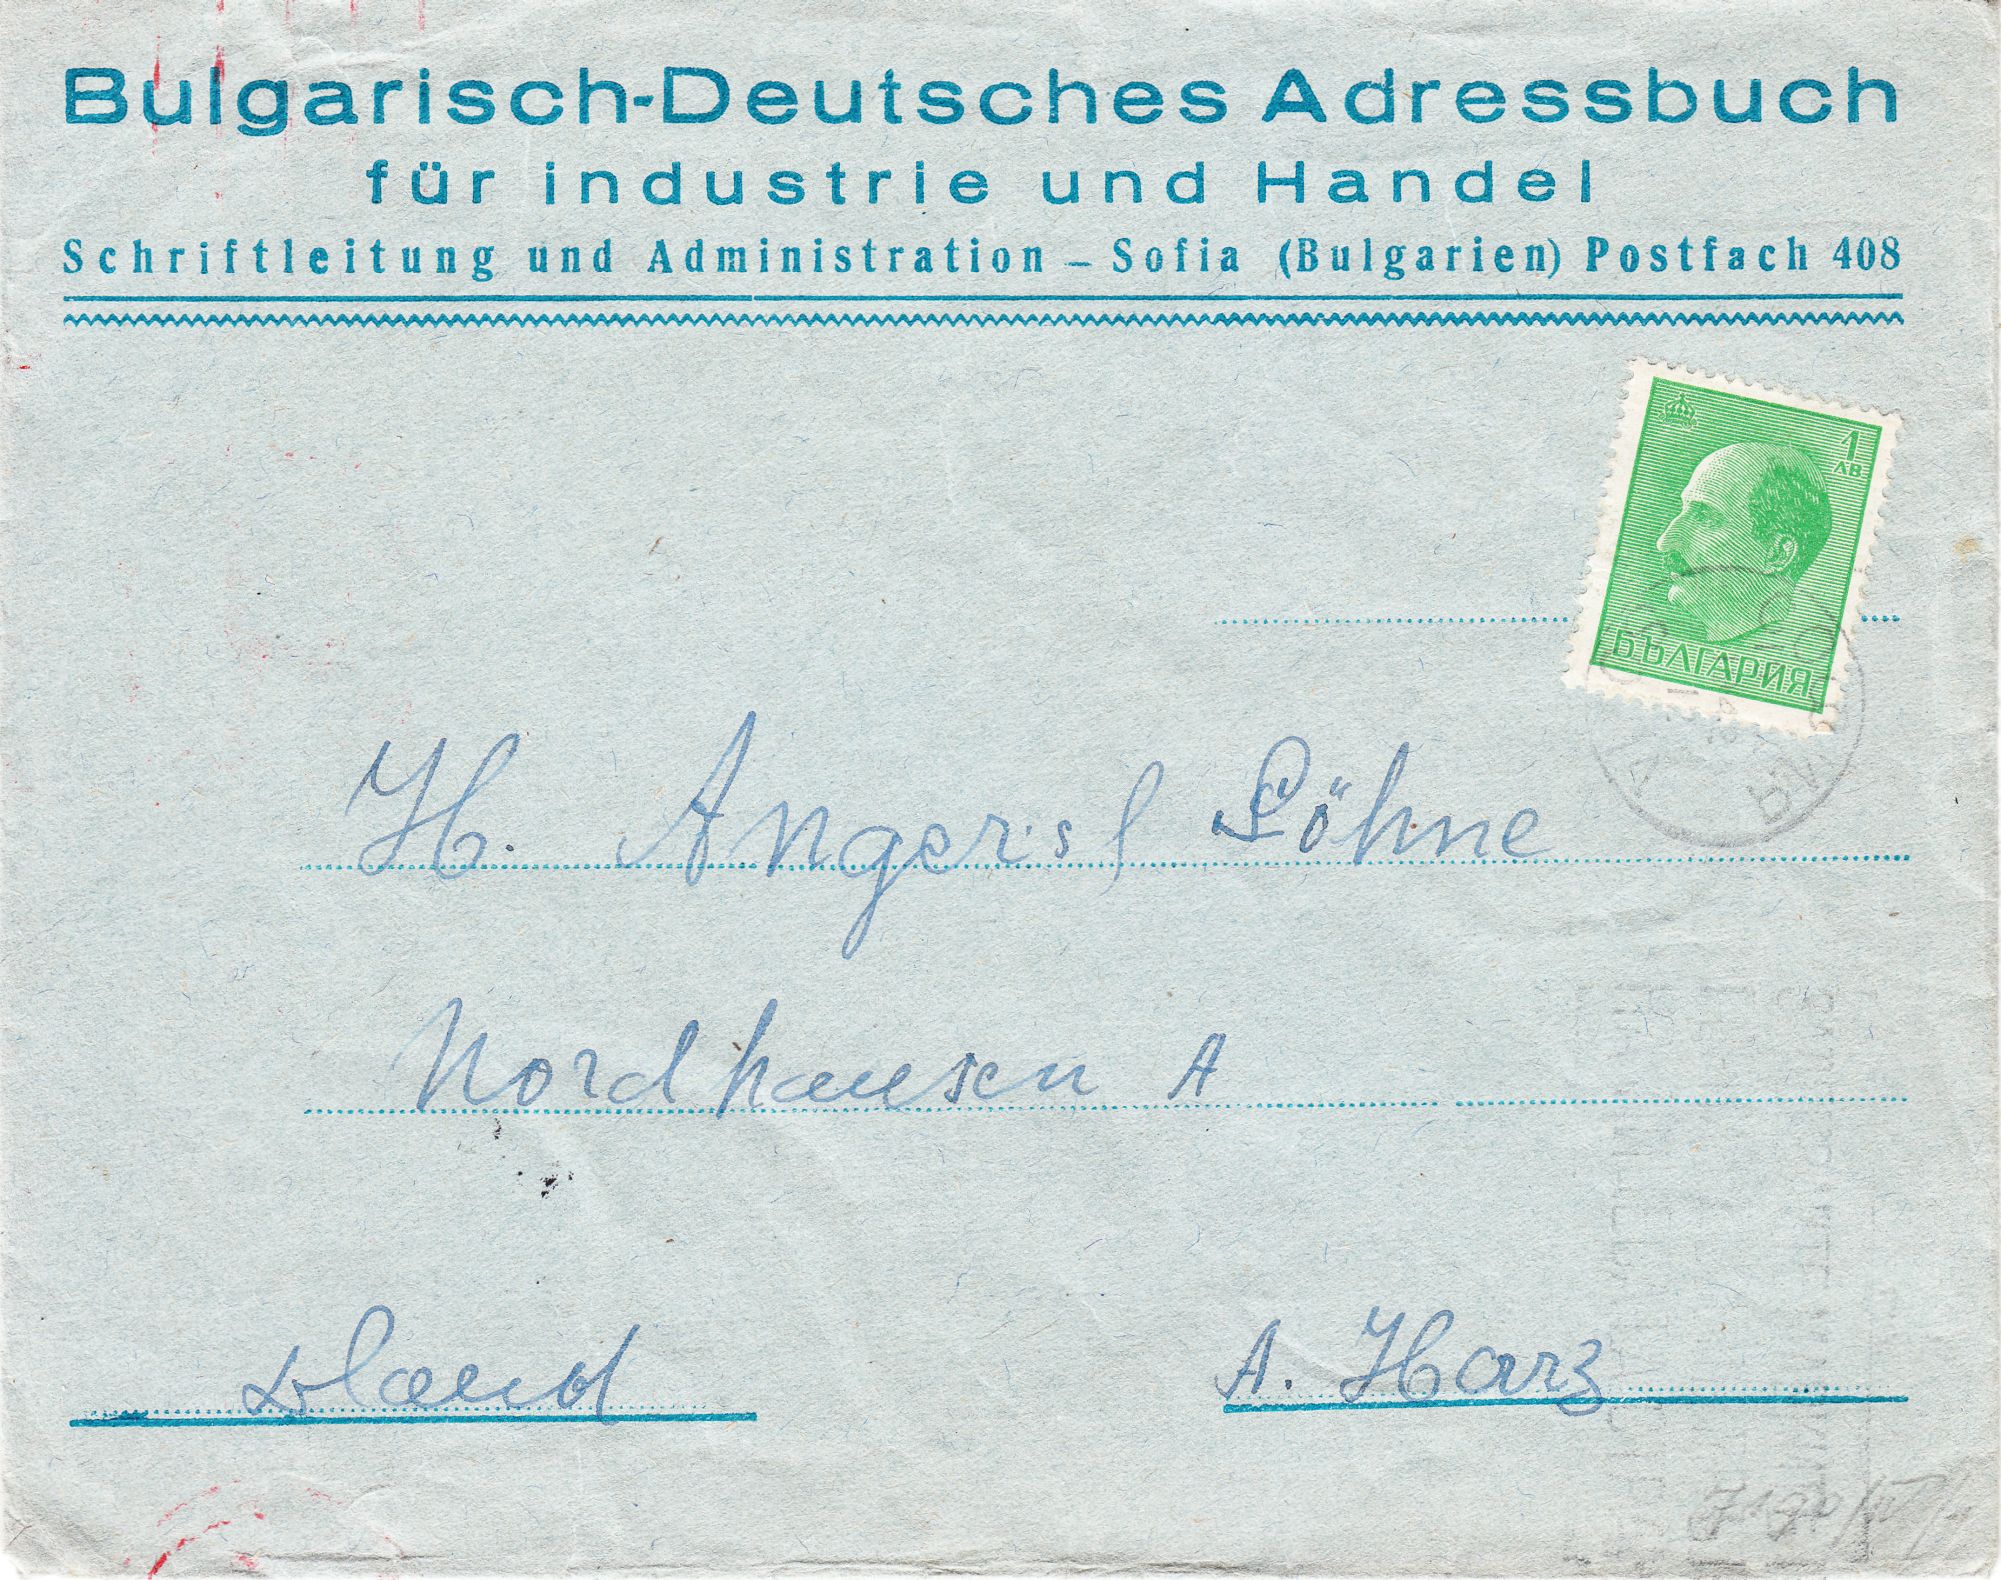 Bulgarisch-Deutsches Adressbuch
für industrie und Handel
Schriftleitung und Administration – Sofia (Bulgarien) Postfach 408
1
ЛВ
БЪЛГАРИЯ
H. Angers Söhne
Nordhausen A
A. Harz